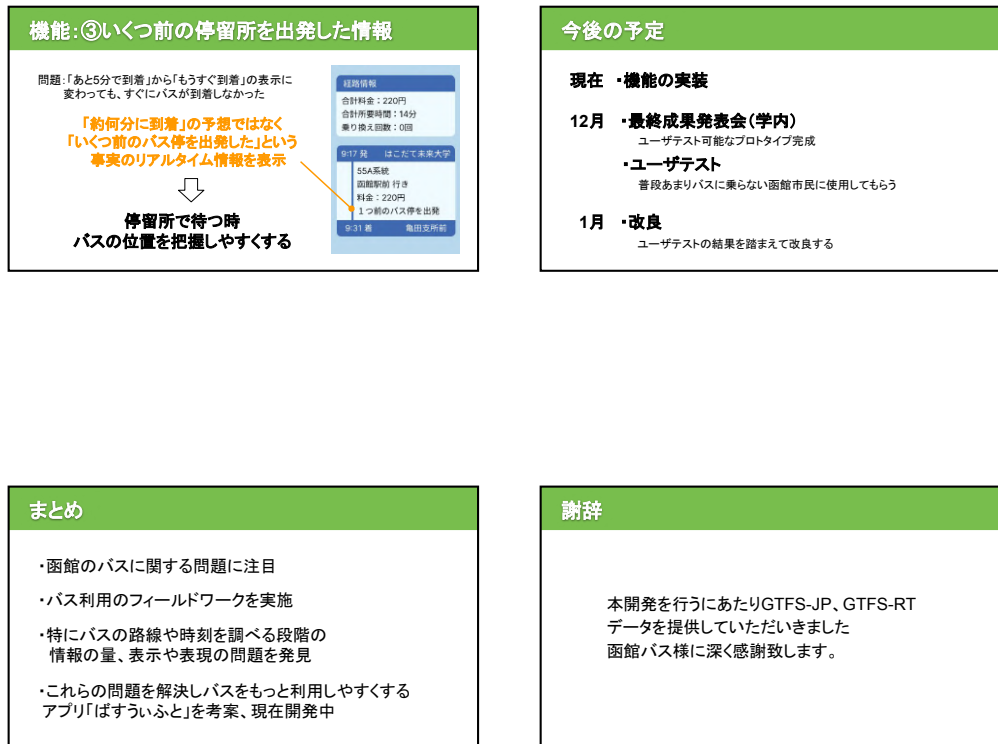 機能:③いくつ前の停留所を出発した情報
問題:「あと5分で到着」から「もうすぐ到着」の表示に
変わっても、すぐにバスが到着しなかった
「約何分に到着」の予想ではなく
「いくつ前のバス停を出発した」という
事実のリアルタイム情報を表示
停留所で待つ時
バスの位置を把握しやすくする
経路情報
合計料金：220円
合計所要時間：14分
乗り換え回数：0回
9:17 発 はこだて未来大学
55A系統
函館駅前 行き
料金：220円
1つ前のバス停を出発
9:31 着 亀田支所前
今後の予定
現在 ・機能の実装
12月 ・最終成果発表会(学内)
ユーザテスト可能なプロトタイプ完成
・ユーザテスト
普段あまりバスに乗らない函館市民に使用してもらう
1月 ・改良
ユーザテストの結果を踏まえて改良する
まとめ
・函館のバスに関する問題に注目
・バス利用のフィールドワークを実施
・特にバスの路線や時刻を調べる段階の
情報の量、表示や表現の問題を発見
・これらの問題を解決しバスをもっと利用しやすくする
アプリ「ばすうぃふと」を考案、現在開発中
謝辞
本開発を行うにあたりGTFS-JP、GTFS-RT
データを提供していただいきました
函館バス様に深く感謝致します。